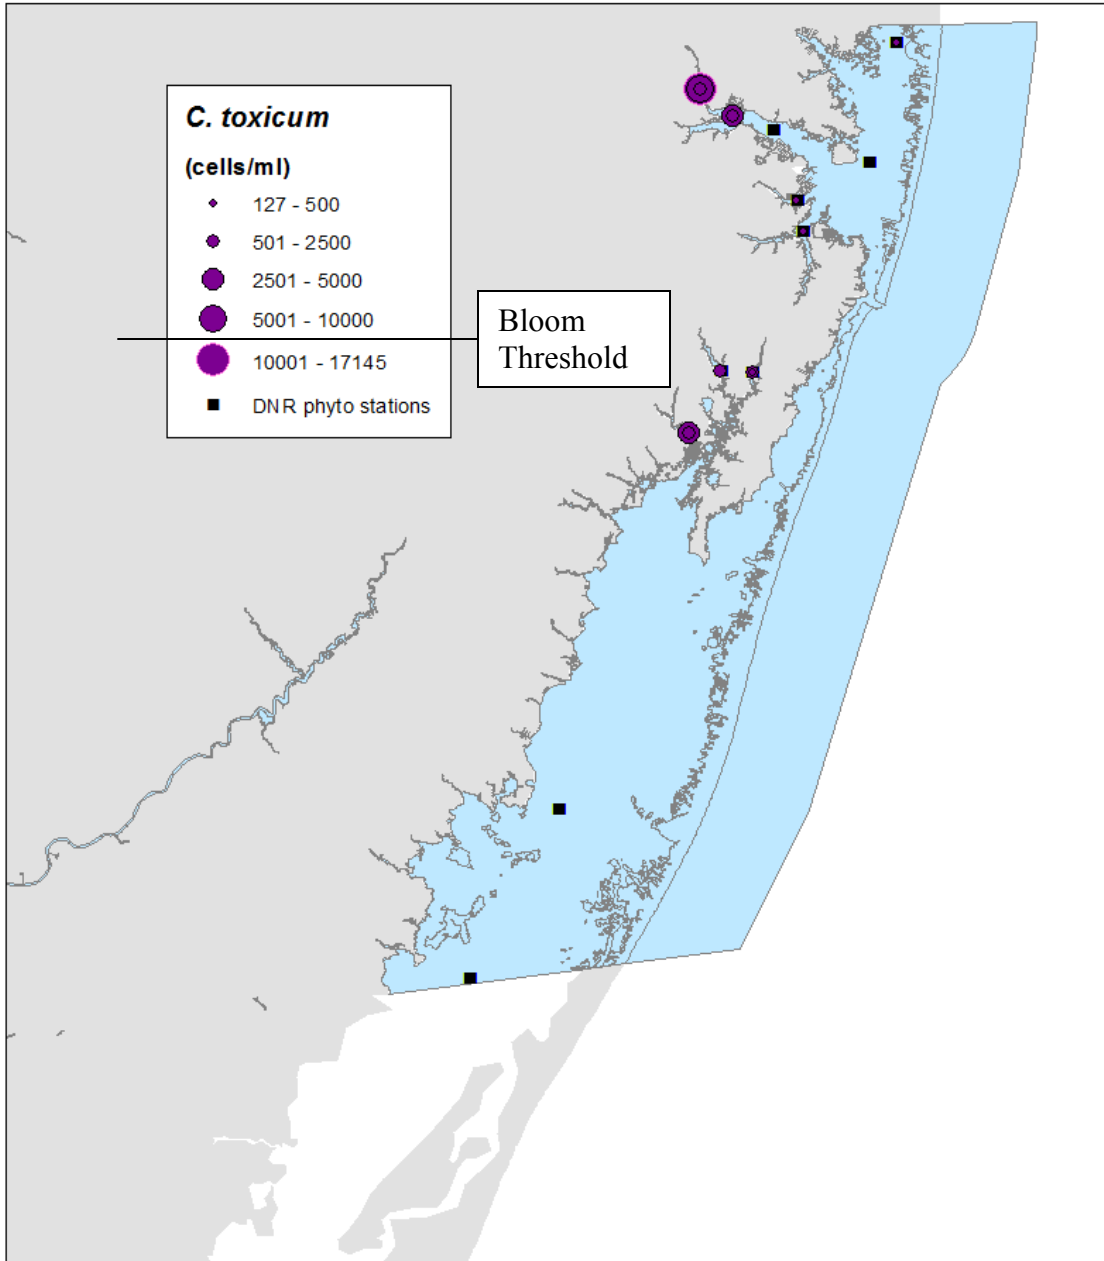 C. toxicum
(cells/ml)
127 - 500
501 - 2500
2501 - 5000
5001 - 10000
10001 - 17145
DNR phyto stations
Bloom
Threshold